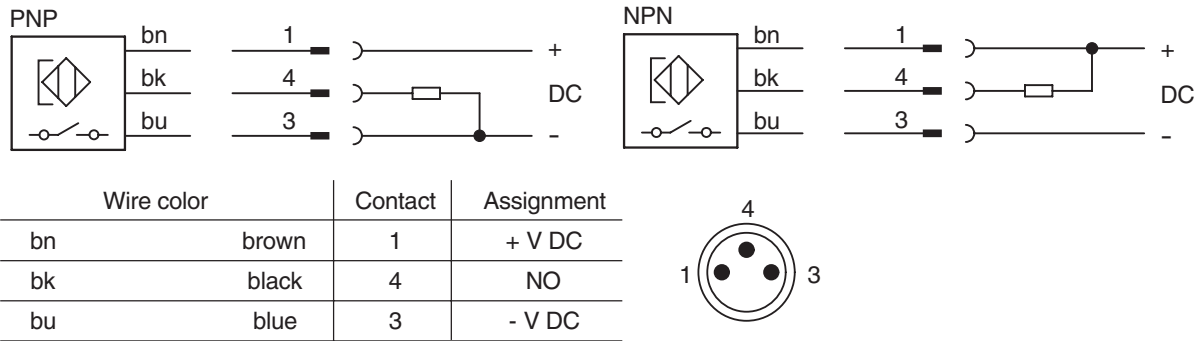 PNP
bn 1 +
bk 4 DC
bu 3 -
NPN
bn 1 +
bk 4 DC
bu 3 -
Wire color Contact Assignment
bn brown 1 + V DC
bk black 4 NO
bu blue 3 - V DC
4
1 3